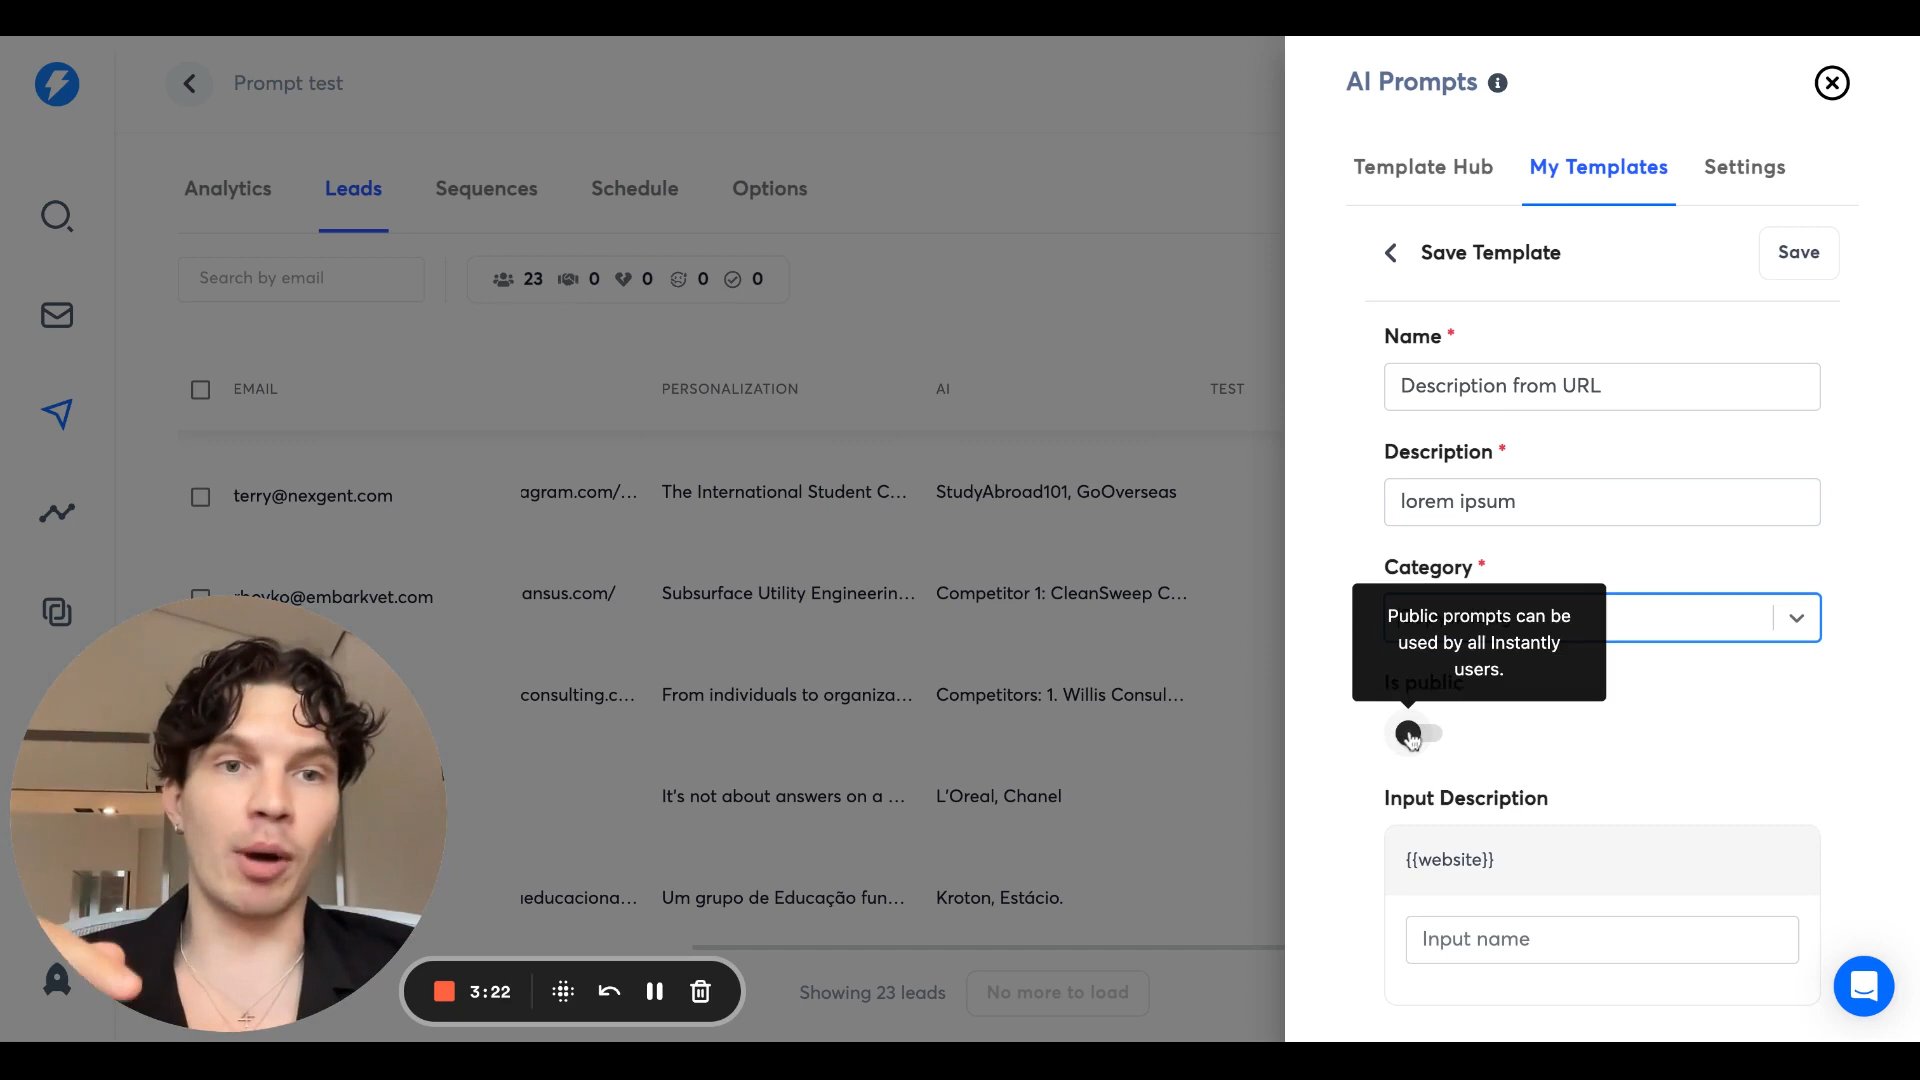 Prompt test
Analytics
Leads
Sequences
Schedule
Options
Search by email
23
0
0
0
0
EMAIL
PERSONALIZATION
AI
TEST
terry@nexgent.com
agram.com/...
The International Student C...
StudyAbroad101, GoOverseas
@embarkvet.com
ansus.com/
Subsurface Utility Engineerin...
Competitor 1: CleanSweep C...
consulting.c...
From individuals to organiza...
Competitors: 1. Willis Consul...
It's not about answers on a ...
L'Oreal, Chanel
educaciona...
Um grupo de Educação fun...
Kroton, Estácio.
3:22
Showing 23 leads
No more to load
AI Prompts
Template Hub
My Templates
Settings
Save Template
Save
Name *
Description from URL
Description *
lorem ipsum
Category *
Public prompts can be
used by all Instantly
users.
Is public
Input Description
{{website}}
Input name